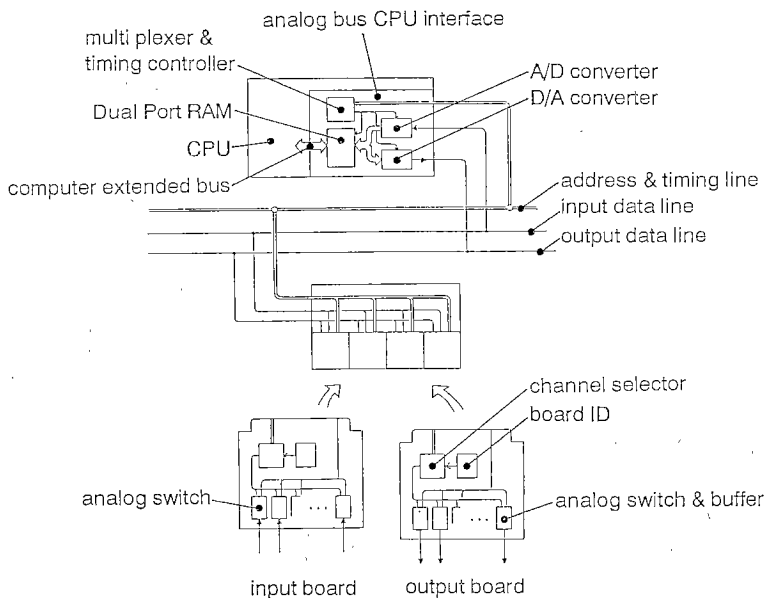 analog bus CPU interface
multi plexer &
timing controller
A/D converter
D/A converter
Dual Port RAM
CPU
computer extended bus
address & timing line
input data line
output data line
channel selector
board ID
analog switch
analog switch & buffer
input board
output board